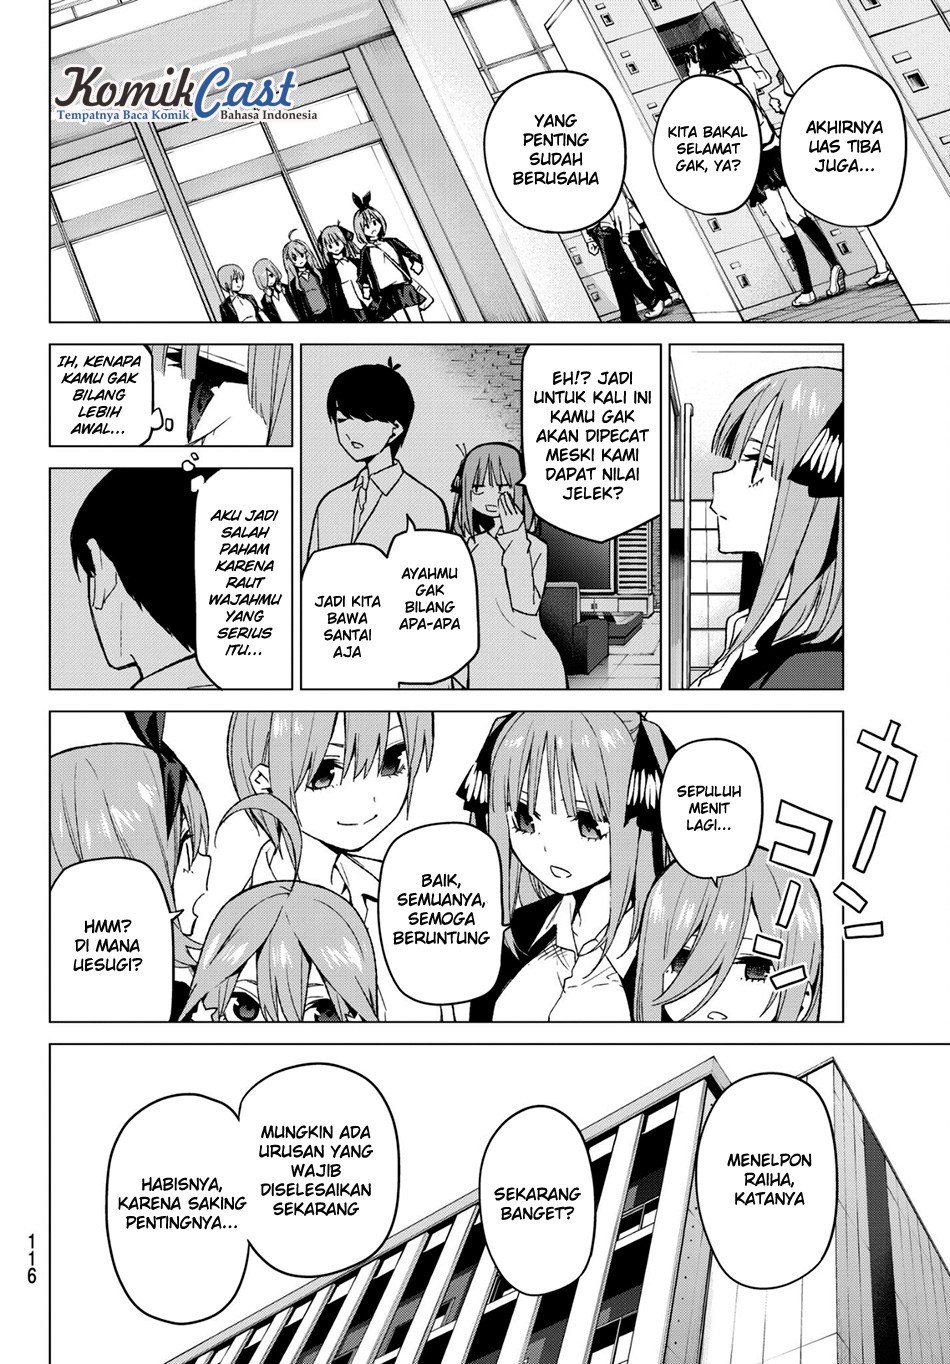 KomikCast
Tempatnya Baca Komik Bahasa Indonesia
AKHIRNYA
UAS TIBA
JUGA...
KITA BAKAL
SELAMAT
GAK, YA?
YANG
PENTING
SUDAH
BERUSAHA
EH!? JADI
UNTUK KALI INI
KAMU GAK
AKAN DIPECAT
MESKI KAMI
DAPAT NILAI
JELEK?
AYAHMU
GAK
BILANG
APA-APA
JADI KITA
BAWA
SANTAI
AJA
IH, KENAPA
KAMU GAK
BILANG
LEBIH
AWAL...
AKU JADI
SALAH
PAHAM
KARENA
RAUT
WAJAHMU
YANG
SERIUS
ITU...
カーン
コーン
SEPULUH
MENIT
LAGI...
BAIK,
SEMUANYA,
SEMOGA
BERUNTUNG
HMM?
DI MANA
UESUGI?
MENELPON
RAIHA,
KATANYA
SEKARANG
BANGET?
MUNGKIN ADA
URUSAN YANG
WAJIB
DISELESAIKAN
SEKARANG
HABISNYA,
KARENA SAKING
PENTINGNYA...
116